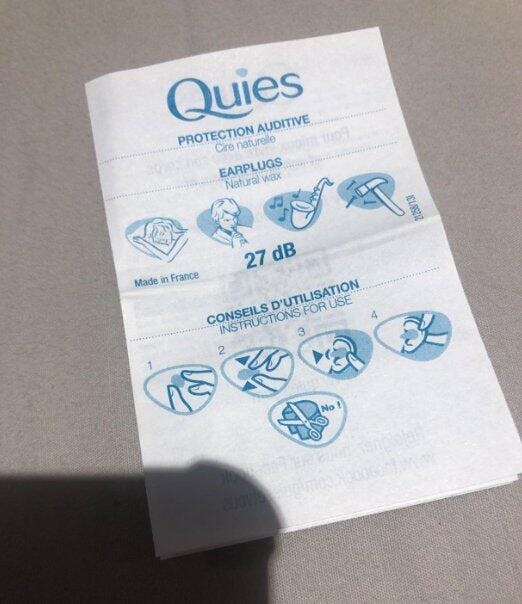 Quies
PROTECTION AUDITIVE
Cire naturelle
EARPLUGS
Natural wax
27 dB
Made in France
CONSEILS D'UTILISATION
INSTRUCTIONS FOR USE
1
2
3
4
No !